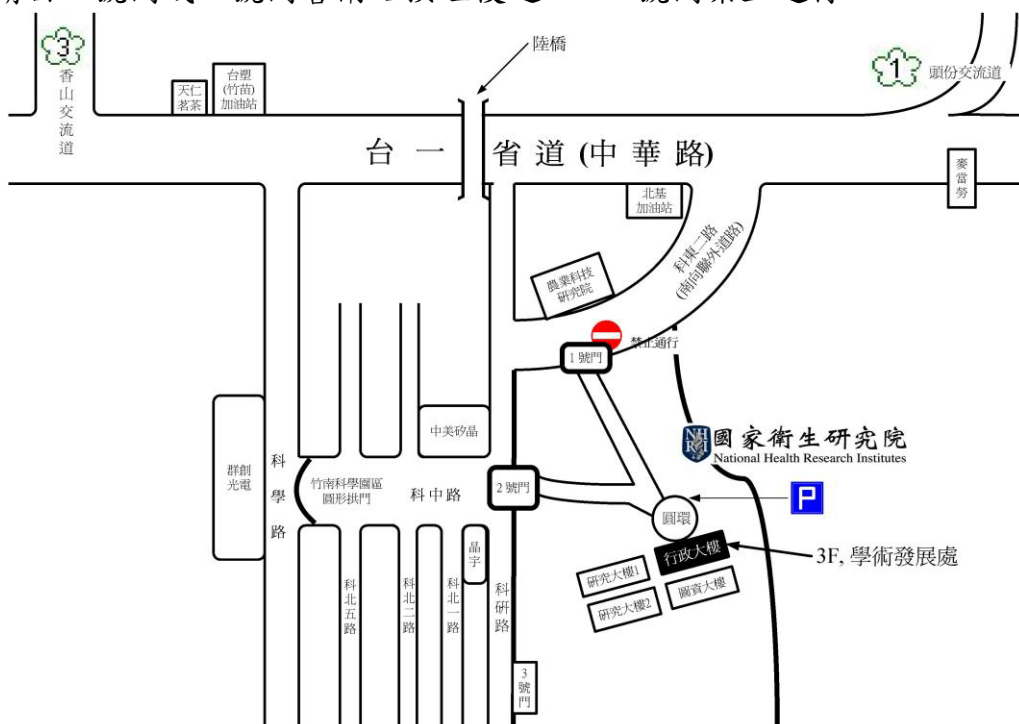 陸橋
3
香山交流道
天仁
茗茶
台塑
(竹苗)
加油站
1
頭份交流道
台一省道(中華路)
麥當勞
北基
加油站
科東二路
(南向聯外道路)
農業科技
研究院
禁止通行
1號門
中美矽晶
群創
光電
科學路
竹南科學園區
圓形拱門
科中路
2號門
NHRI
國家衛生研究院
National Health Research Institutes
P
圓環
行政大樓
3F, 學術發展處
研究大樓1
研究大樓2
圖資大樓
晶宇
科北五路
科北二路
科北一路
科研路
3號門